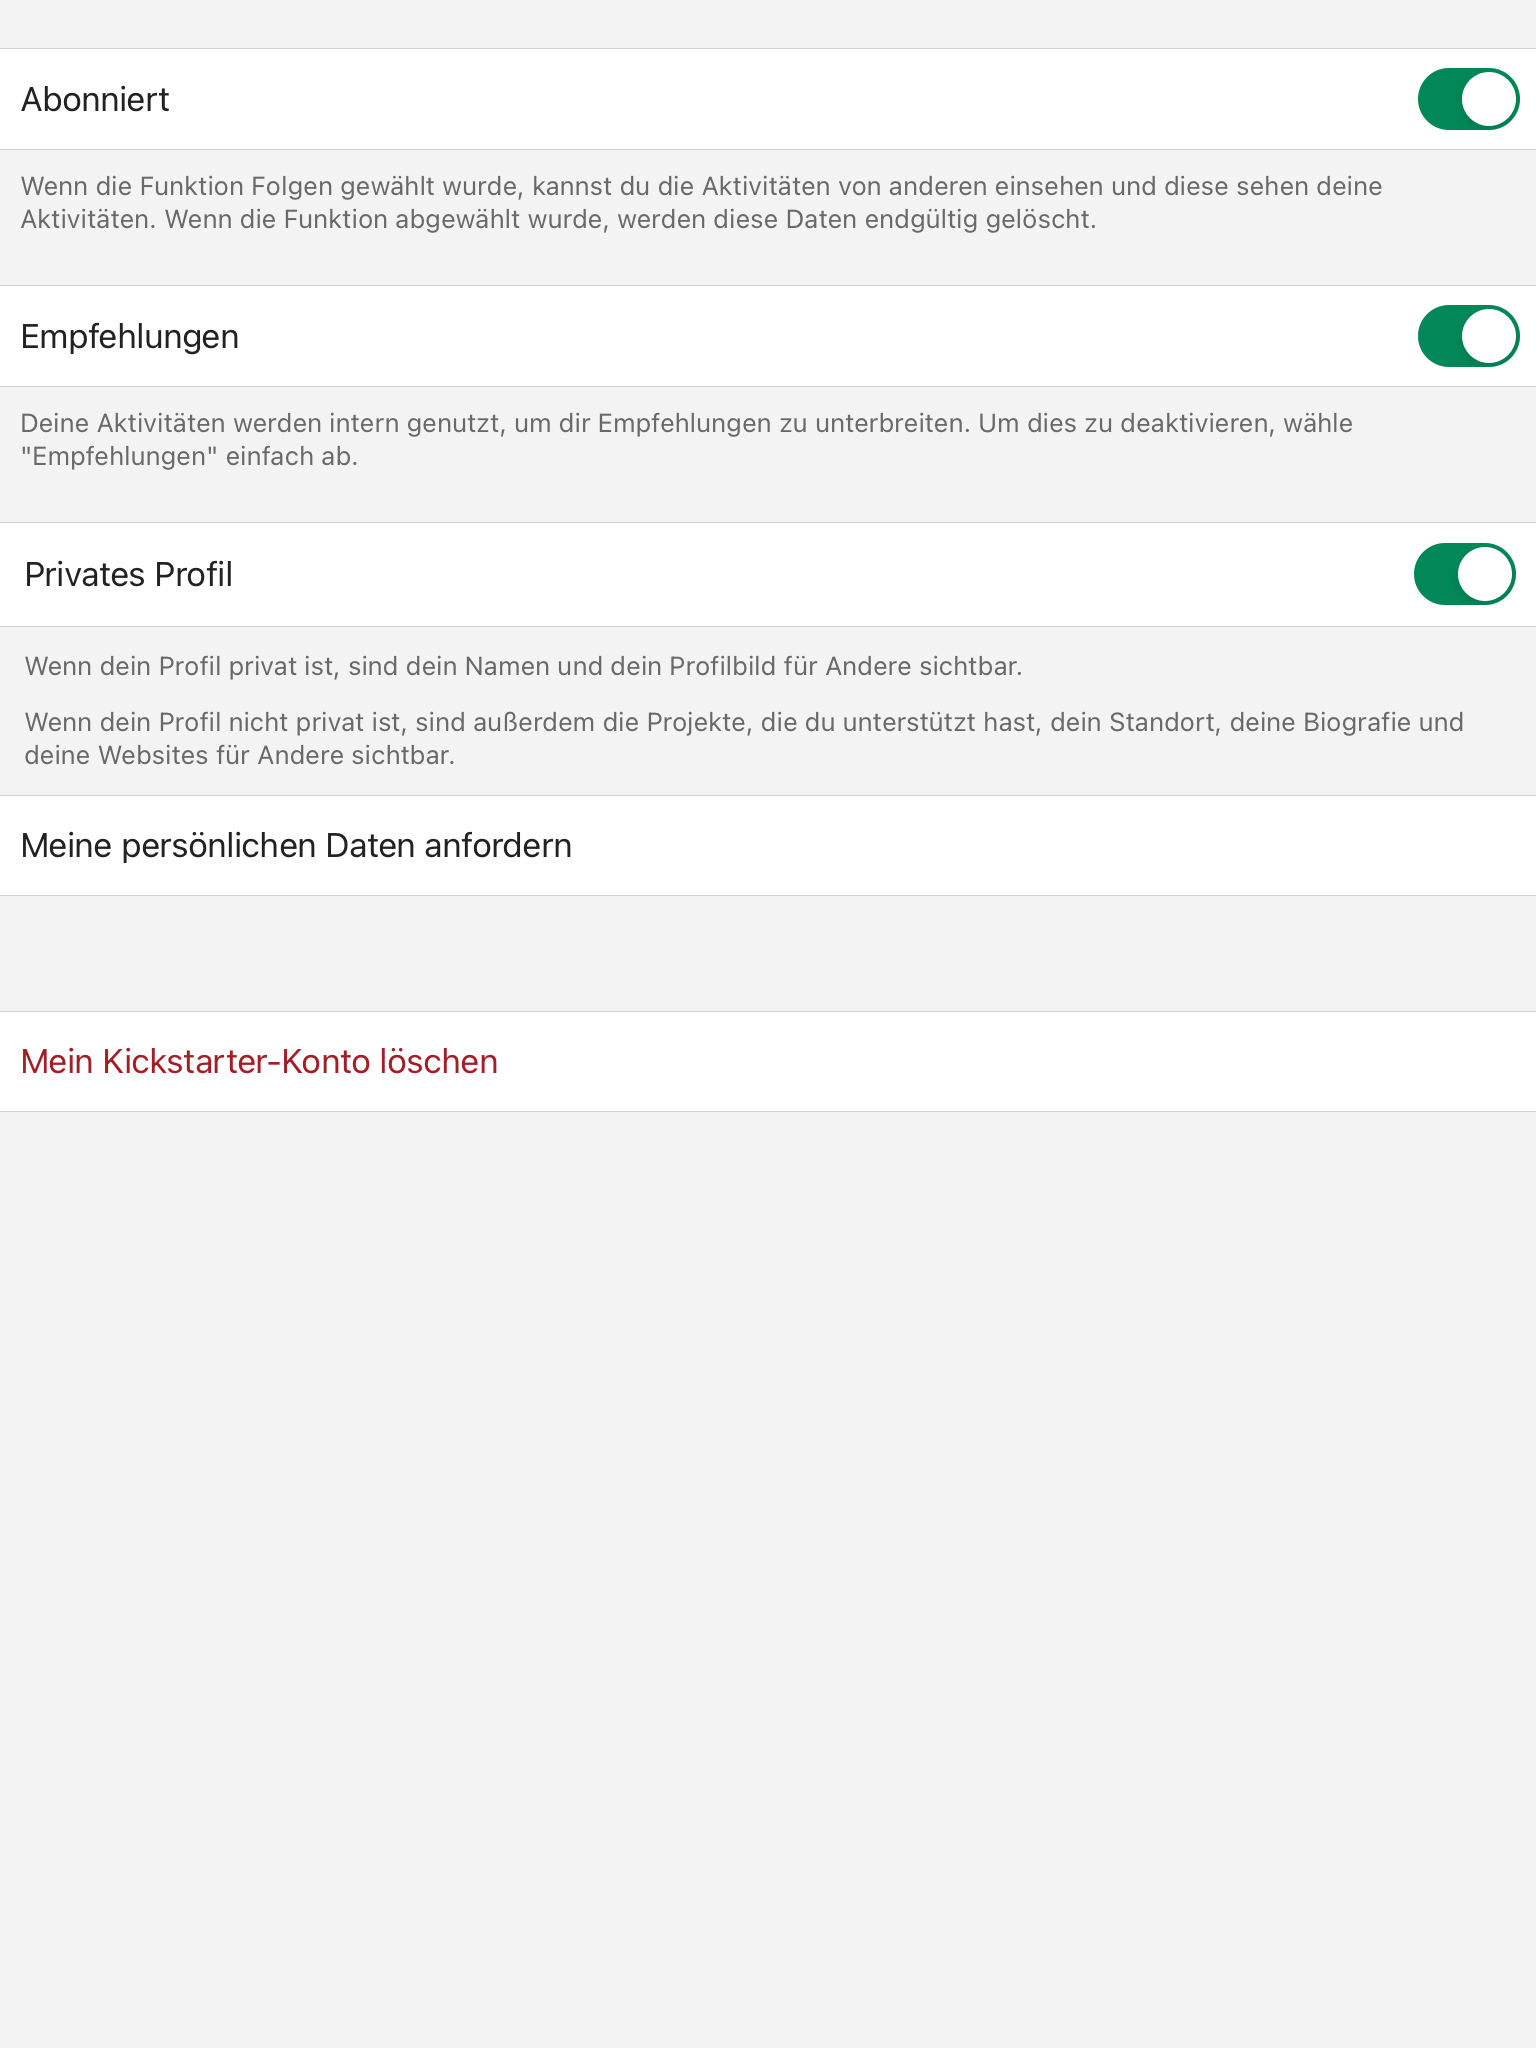 Abonniert
Wenn die Funktion Folgen gewählt wurde, kannst du die Aktivitäten von anderen einsehen und diese sehen deine
Aktivitäten. Wenn die Funktion abgewählt wurde, werden diese Daten endgültig gelöscht.
Empfehlungen
Deine Aktivitäten werden intern genutzt, um dir Empfehlungen zu unterbreiten. Um dies zu deaktivieren, wähle
"Empfehlungen" einfach ab.
Privates Profil
Wenn dein Profil privat ist, sind dein Namen und dein Profilbild für Andere sichtbar.
Wenn dein Profil nicht privat ist, sind außerdem die Projekte, die du unterstützt hast, dein Standort, deine Biografie und
deine Websites für Andere sichtbar.
Meine persönlichen Daten anfordern
Mein Kickstarter-Konto löschen